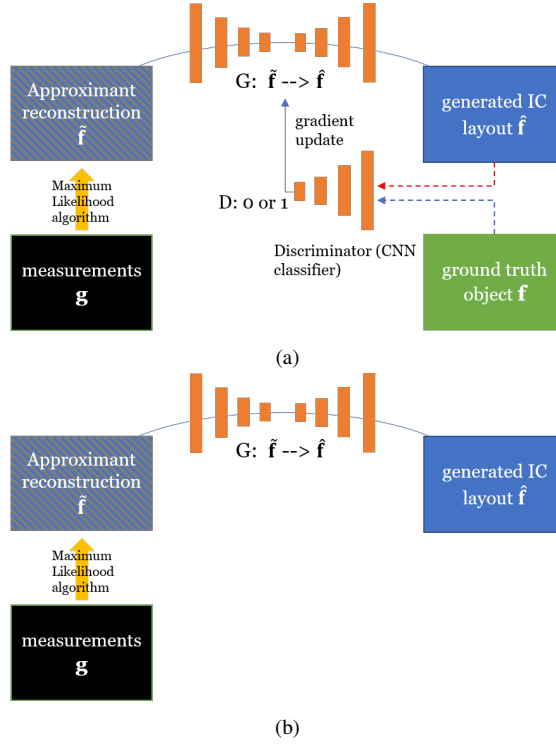 G: f̃ --> f̂
Approximant
reconstruction
f̃
generated IC
layout f̂
gradient
update
Maximum
Likelihood
algorithm
D: 0 or 1
Discriminator (CNN
classifier)
measurements
g
ground truth
object f
(a)
G: f̃ --> f̂
Approximant
reconstruction
f̃
generated IC
layout f̂
Maximum
Likelihood
algorithm
measurements
g
(b)